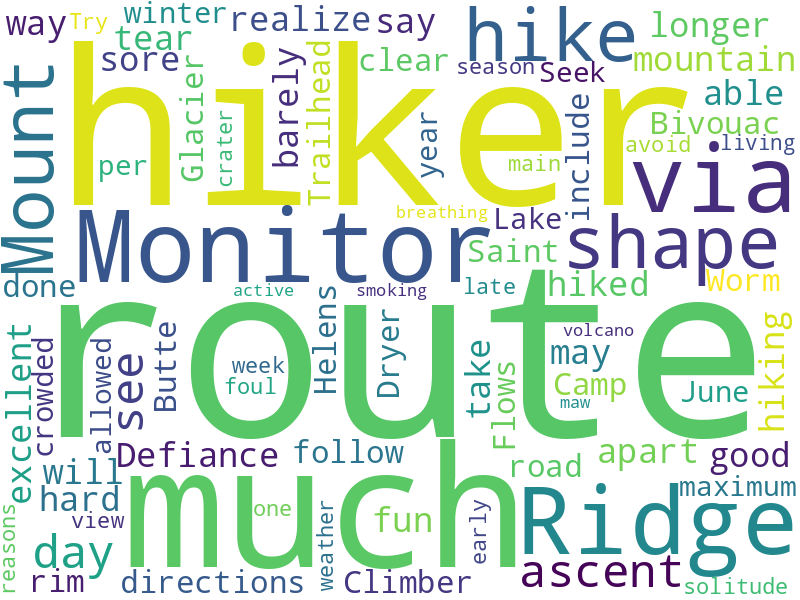 way
Try
winter
realize
say
hike
longer
tear
sore
clear
season
Seek
mountain
hiker
Mount
Glacier
barely
Trailhead
year
able
include
Bivouac
per
crater
main
avoid
living
via
Monitor
breathing
Lake
shape
Saint
done
active
smoking
late
hiked
Worm
route
Helens
Dryer
volcano
excellent
crowded
allowed
see
Butte
week
foul
take
Flows
may
Camp
maw
June
hiking
Defiance
follow
road
apart
good
will
hard
much
Ridge
maximum
reasons
view
one
fun
weather
early
day
rim
directions
Climber
ascent
solitude